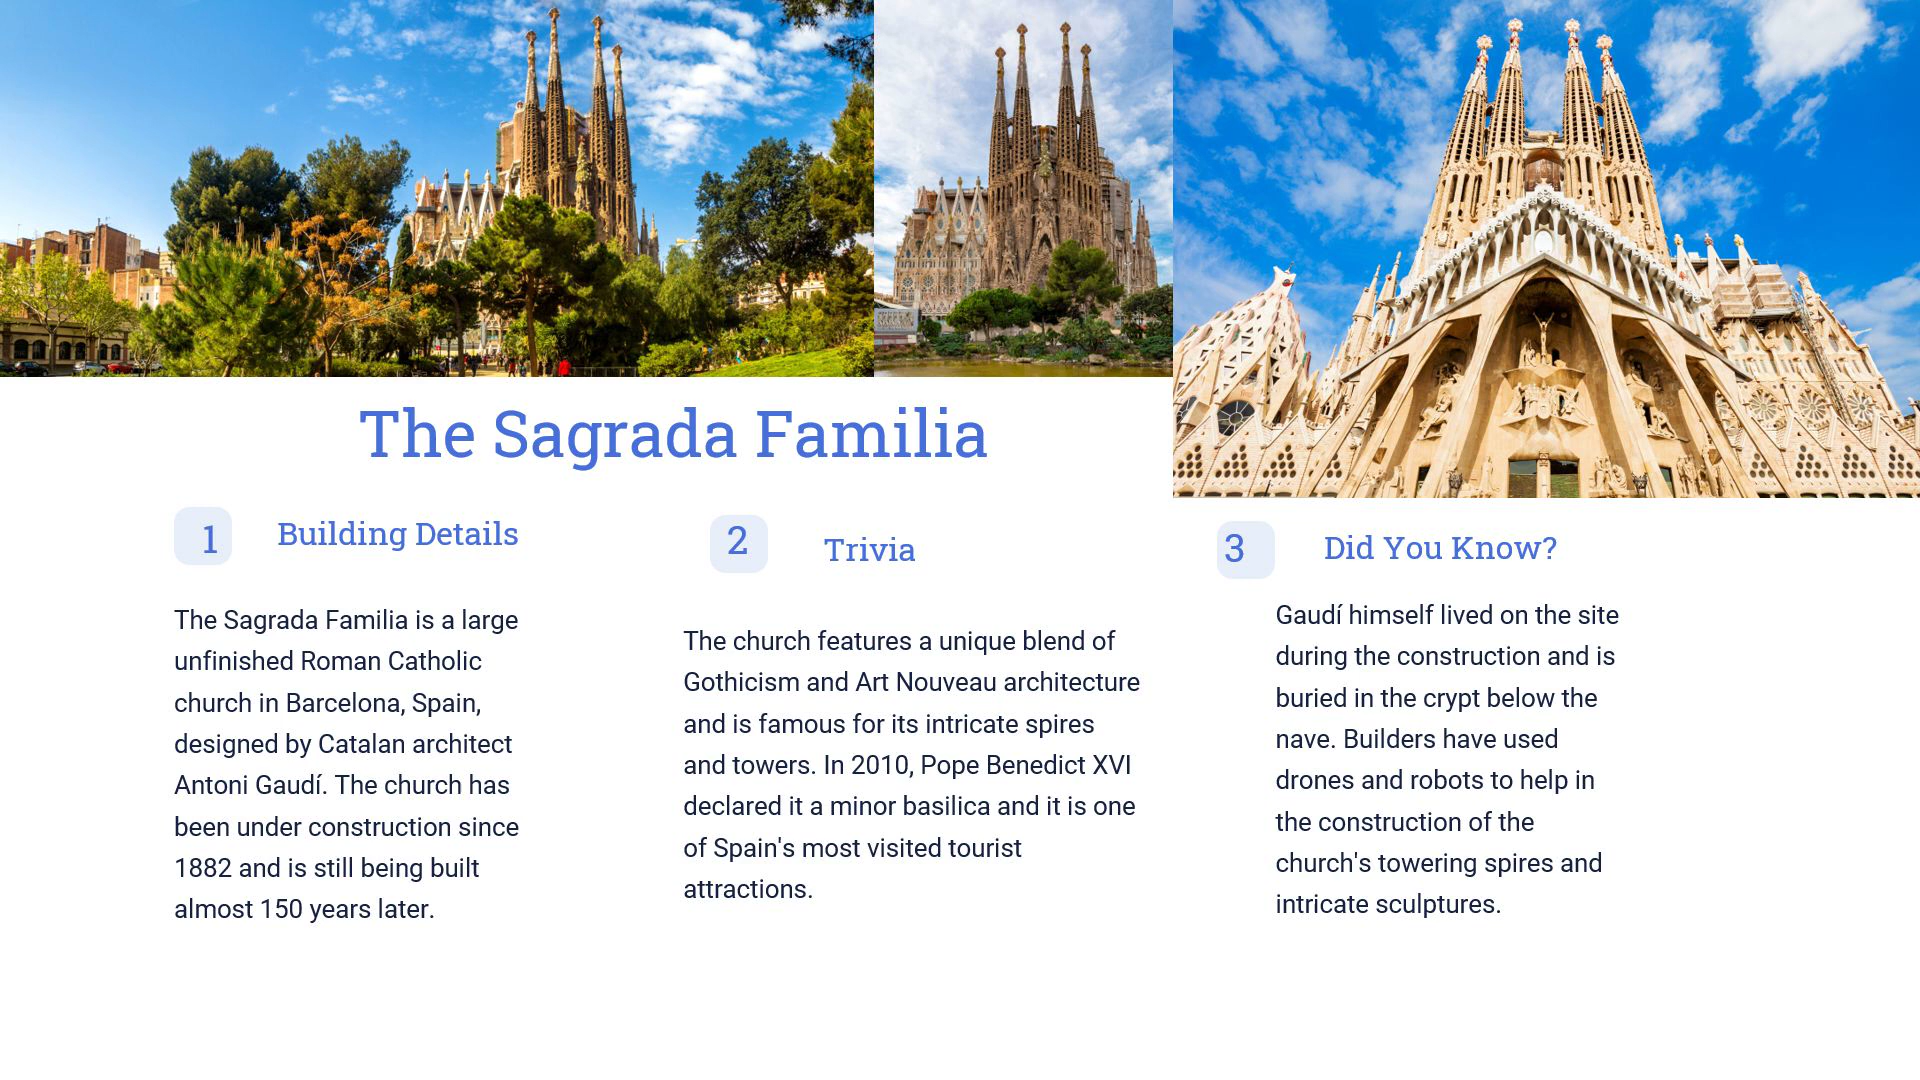 The Sagrada Familia
1
Building Details
The Sagrada Familia is a large
unfinished Roman Catholic
church in Barcelona, Spain,
designed by Catalan architect
Antoni Gaudí. The church has
been under construction since
1882 and is still being built
almost 150 years later.
2
Trivia
The church features a unique blend of
Gothicism and Art Nouveau architecture
and is famous for its intricate spires
and towers. In 2010, Pope Benedict XVI
declared it a minor basilica and it is one
of Spain's most visited tourist
attractions.
3
Did You Know?
Gaudí himself lived on the site
during the construction and is
buried in the crypt below the
nave. Builders have used
drones and robots to help in
the construction of the
church's towering spires and
intricate sculptures.